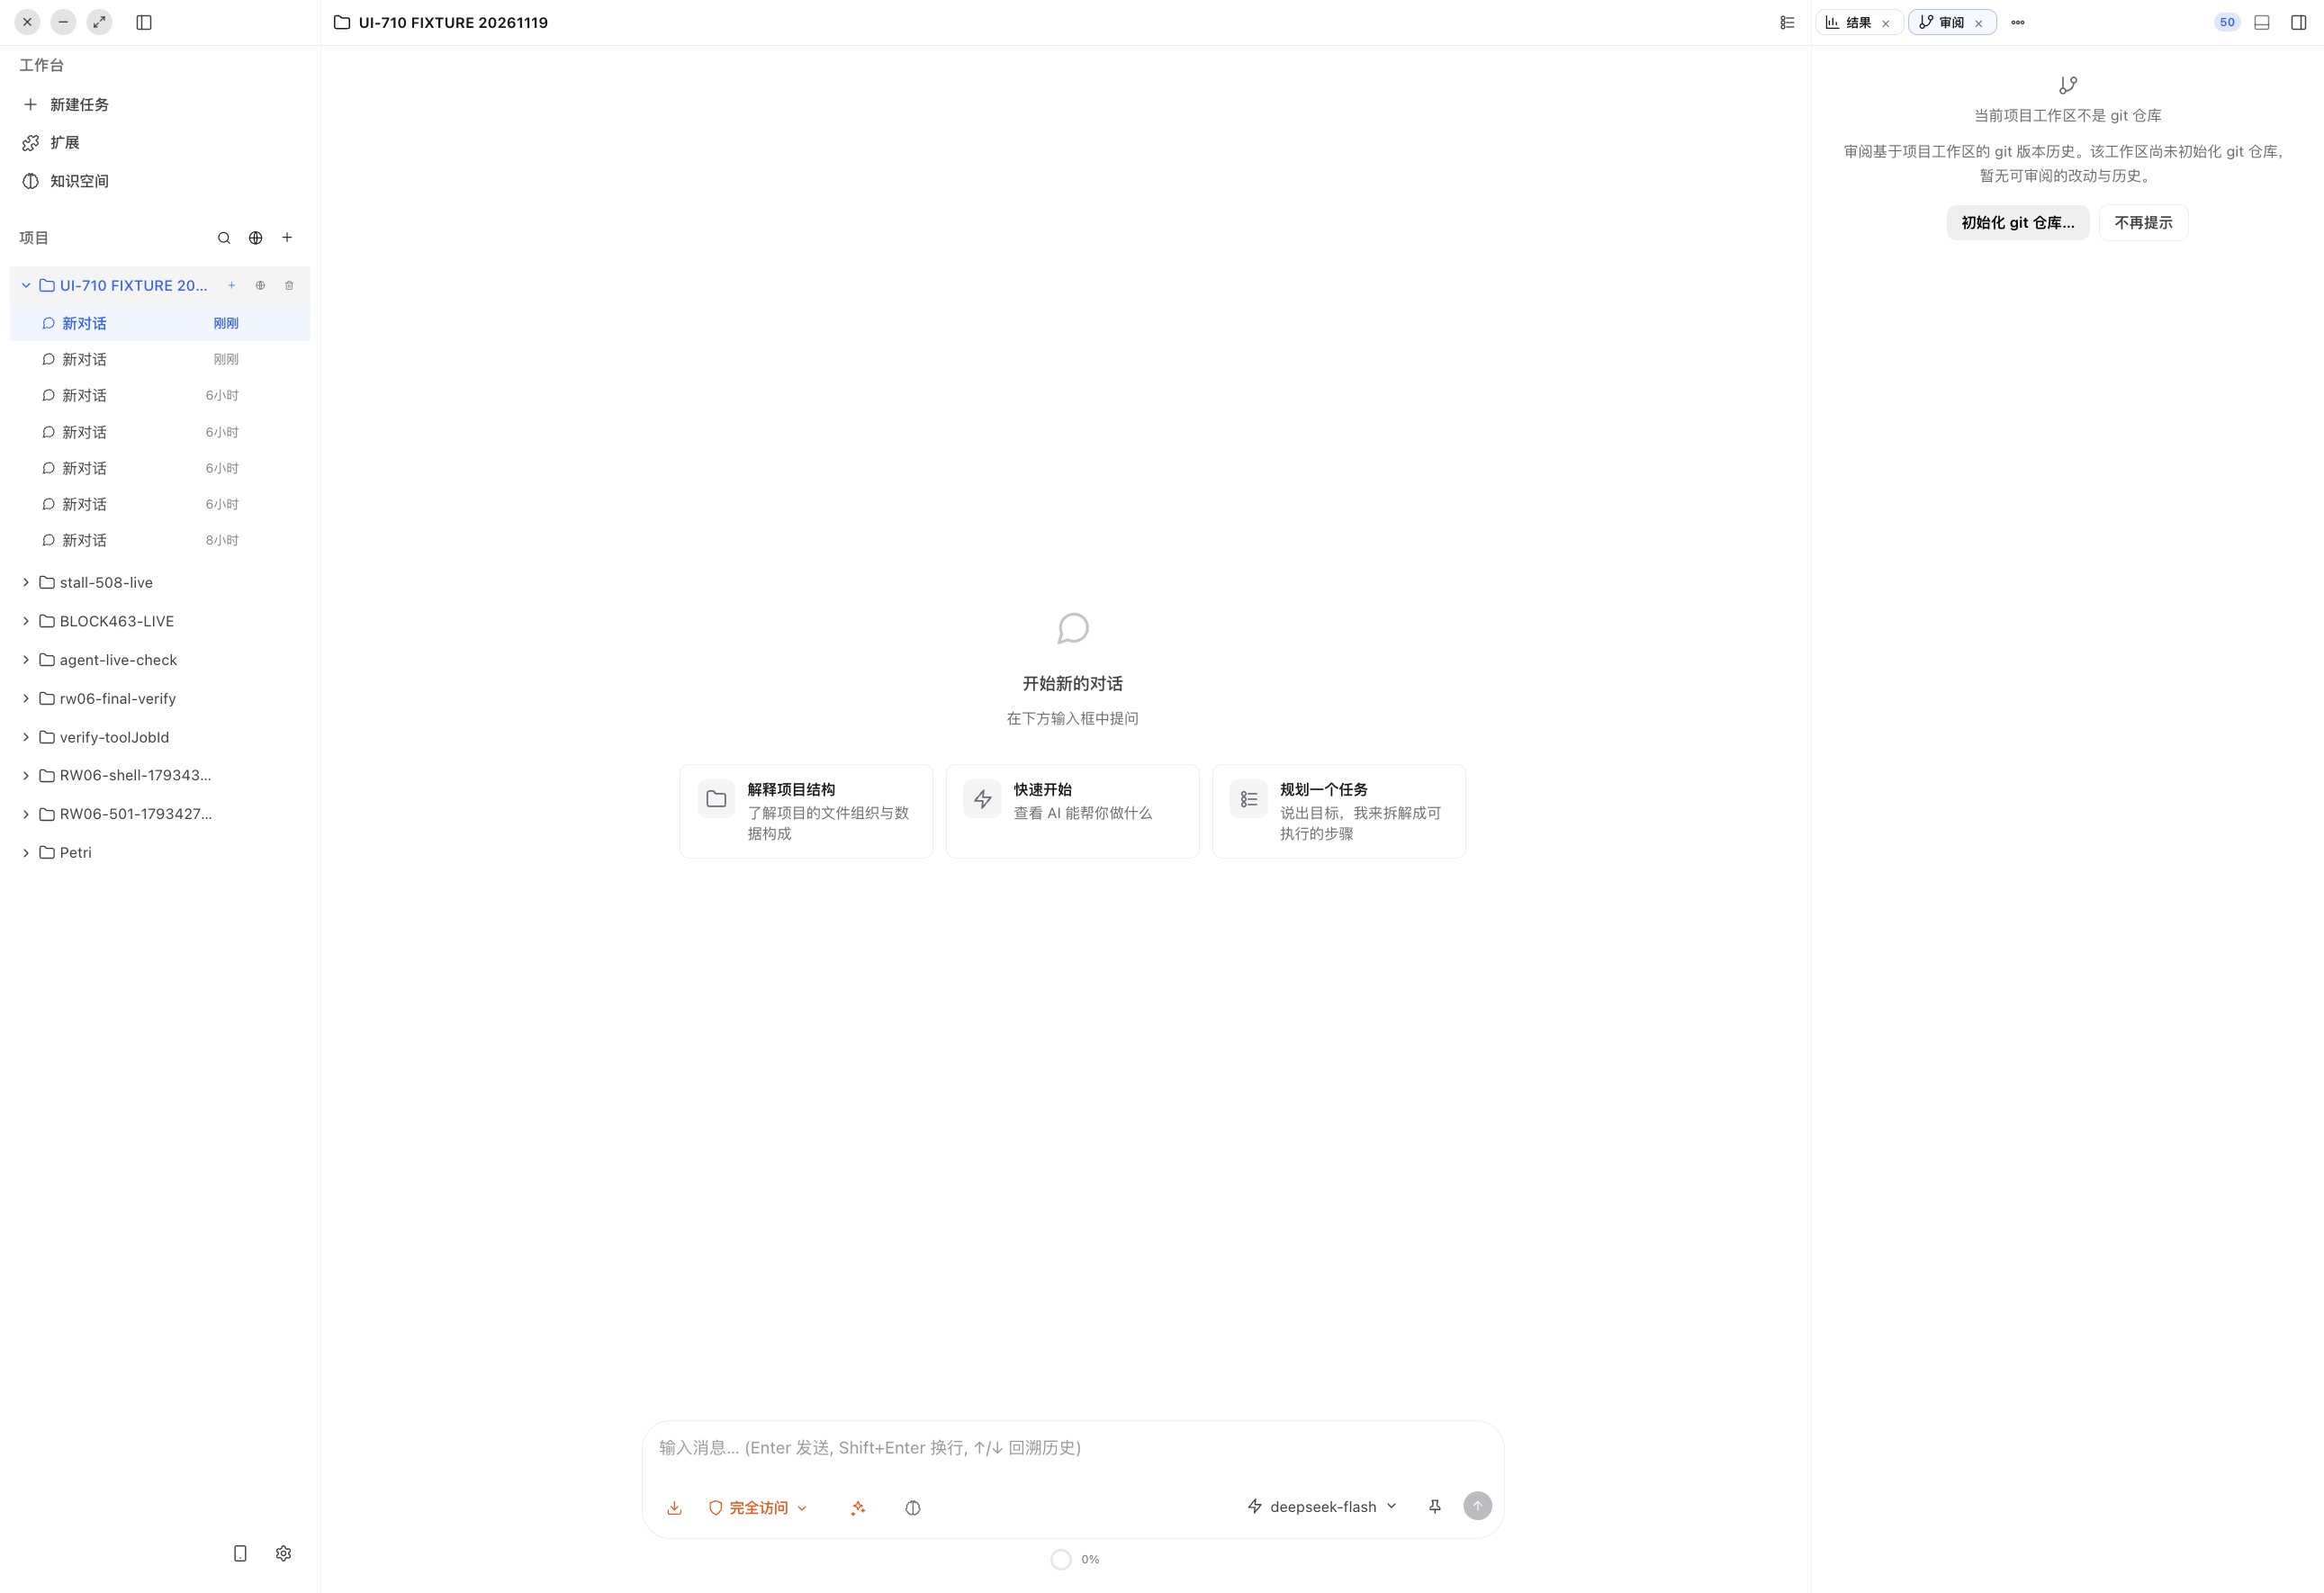 UI-710 FIXTURE 20261119
结果
审阅
50
工作台
新建任务
扩展
知识空间
项目
UI-710 FIXTURE 20...
新对话 刚刚
新对话 刚刚
新对话 6小时
新对话 6小时
新对话 6小时
新对话 6小时
新对话 8小时
stall-508-live
BLOCK463-LIVE
agent-live-check
rw06-final-verify
verify-toolJobId
RW06-shell-179343...
RW06-501-1793427...
Petri
开始新的对话
在下方输入框中提问
解释项目结构
了解项目的文件组织与数
据构成
快速开始
查看 AI 能帮你做什么
规划一个任务
说出目标，我来拆解成可
执行的步骤
输入消息... (Enter 发送, Shift+Enter 换行, ↑/↓ 回溯历史)
完全访问
deepseek-flash
0%
当前项目工作区不是 git 仓库
审阅基于项目工作区的 git 版本历史。该工作区尚未初始化 git 仓库，
暂无可审阅的改动与历史。
初始化 git 仓库...
不再提示